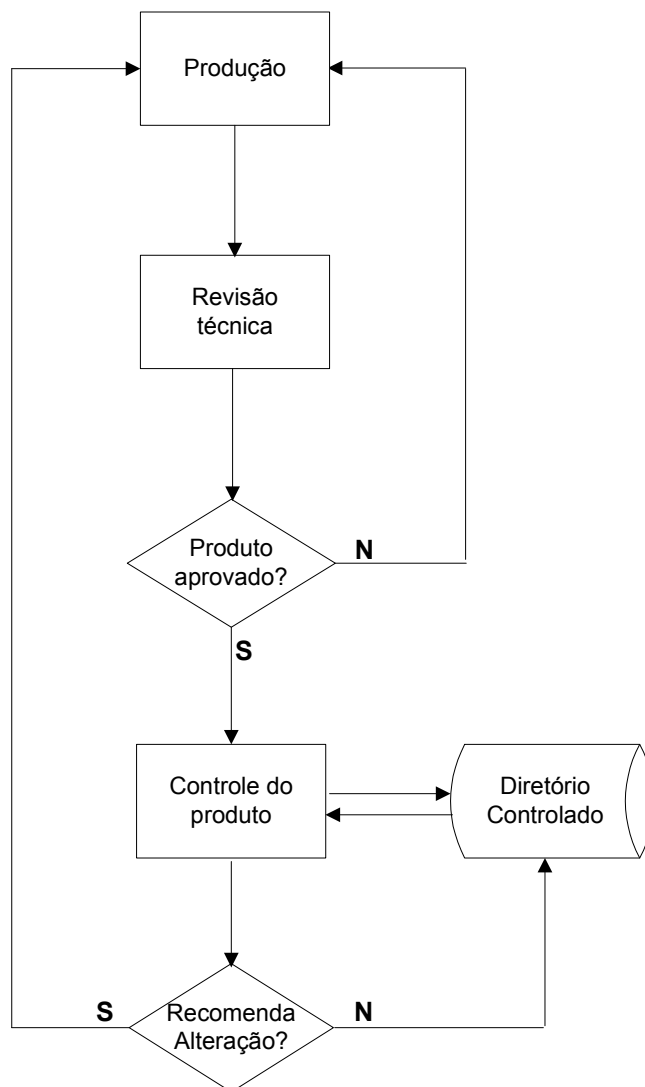 Produção
Revisão
técnica
Produto
aprovado?
N
S
Controle do
produto
Diretório
Controlado
S
Recomenda
Alteração?
N